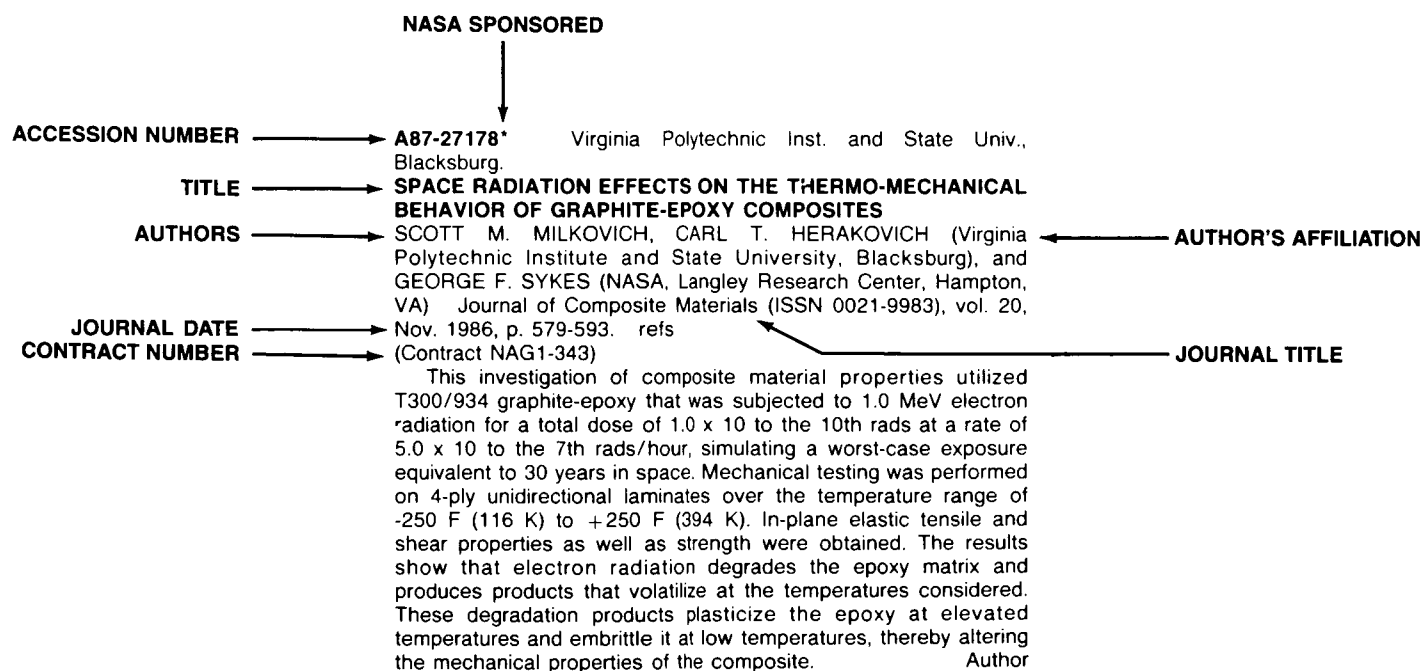 NASA SPONSORED
ACCESSION NUMBER
A87-27178* Virginia Polytechnic Inst. and State Univ.,
Blacksburg.
TITLE
SPACE RADIATION EFFECTS ON THE THERMO-MECHANICAL
BEHAVIOR OF GRAPHITE-EPOXY COMPOSITES
AUTHORS
SCOTT M. MILKOVICH, CARL T. HERAKOVICH (Virginia
AUTHOR'S AFFILIATION
Polytechnic Institute and State University, Blacksburg), and
GEORGE F. SYKES (NASA, Langley Research Center, Hampton,
VA) Journal of Composite Materials (ISSN 0021-9983), vol. 20,
JOURNAL DATE
Nov. 1986, p. 579-593. refs
CONTRACT NUMBER
(Contract NAG1-343)
JOURNAL TITLE
This investigation of composite material properties utilized
T300/934 graphite-epoxy that was subjected to 1.0 MeV electron
radiation for a total dose of 1.0 x 10 to the 10th rads at a rate of
5.0 x 10 to the 7th rads/hour, simulating a worst-case exposure
equivalent to 30 years in space. Mechanical testing was performed
on 4-ply unidirectional laminates over the temperature range of
-250 F (116 K) to +250 F (394 K). In-plane elastic tensile and
shear properties as well as strength were obtained. The results
show that electron radiation degrades the epoxy matrix and
produces products that volatilize at the temperatures considered.
These degradation products plasticize the epoxy at elevated
temperatures and embrittle it at low temperatures, thereby altering
the mechanical properties of the composite. Author